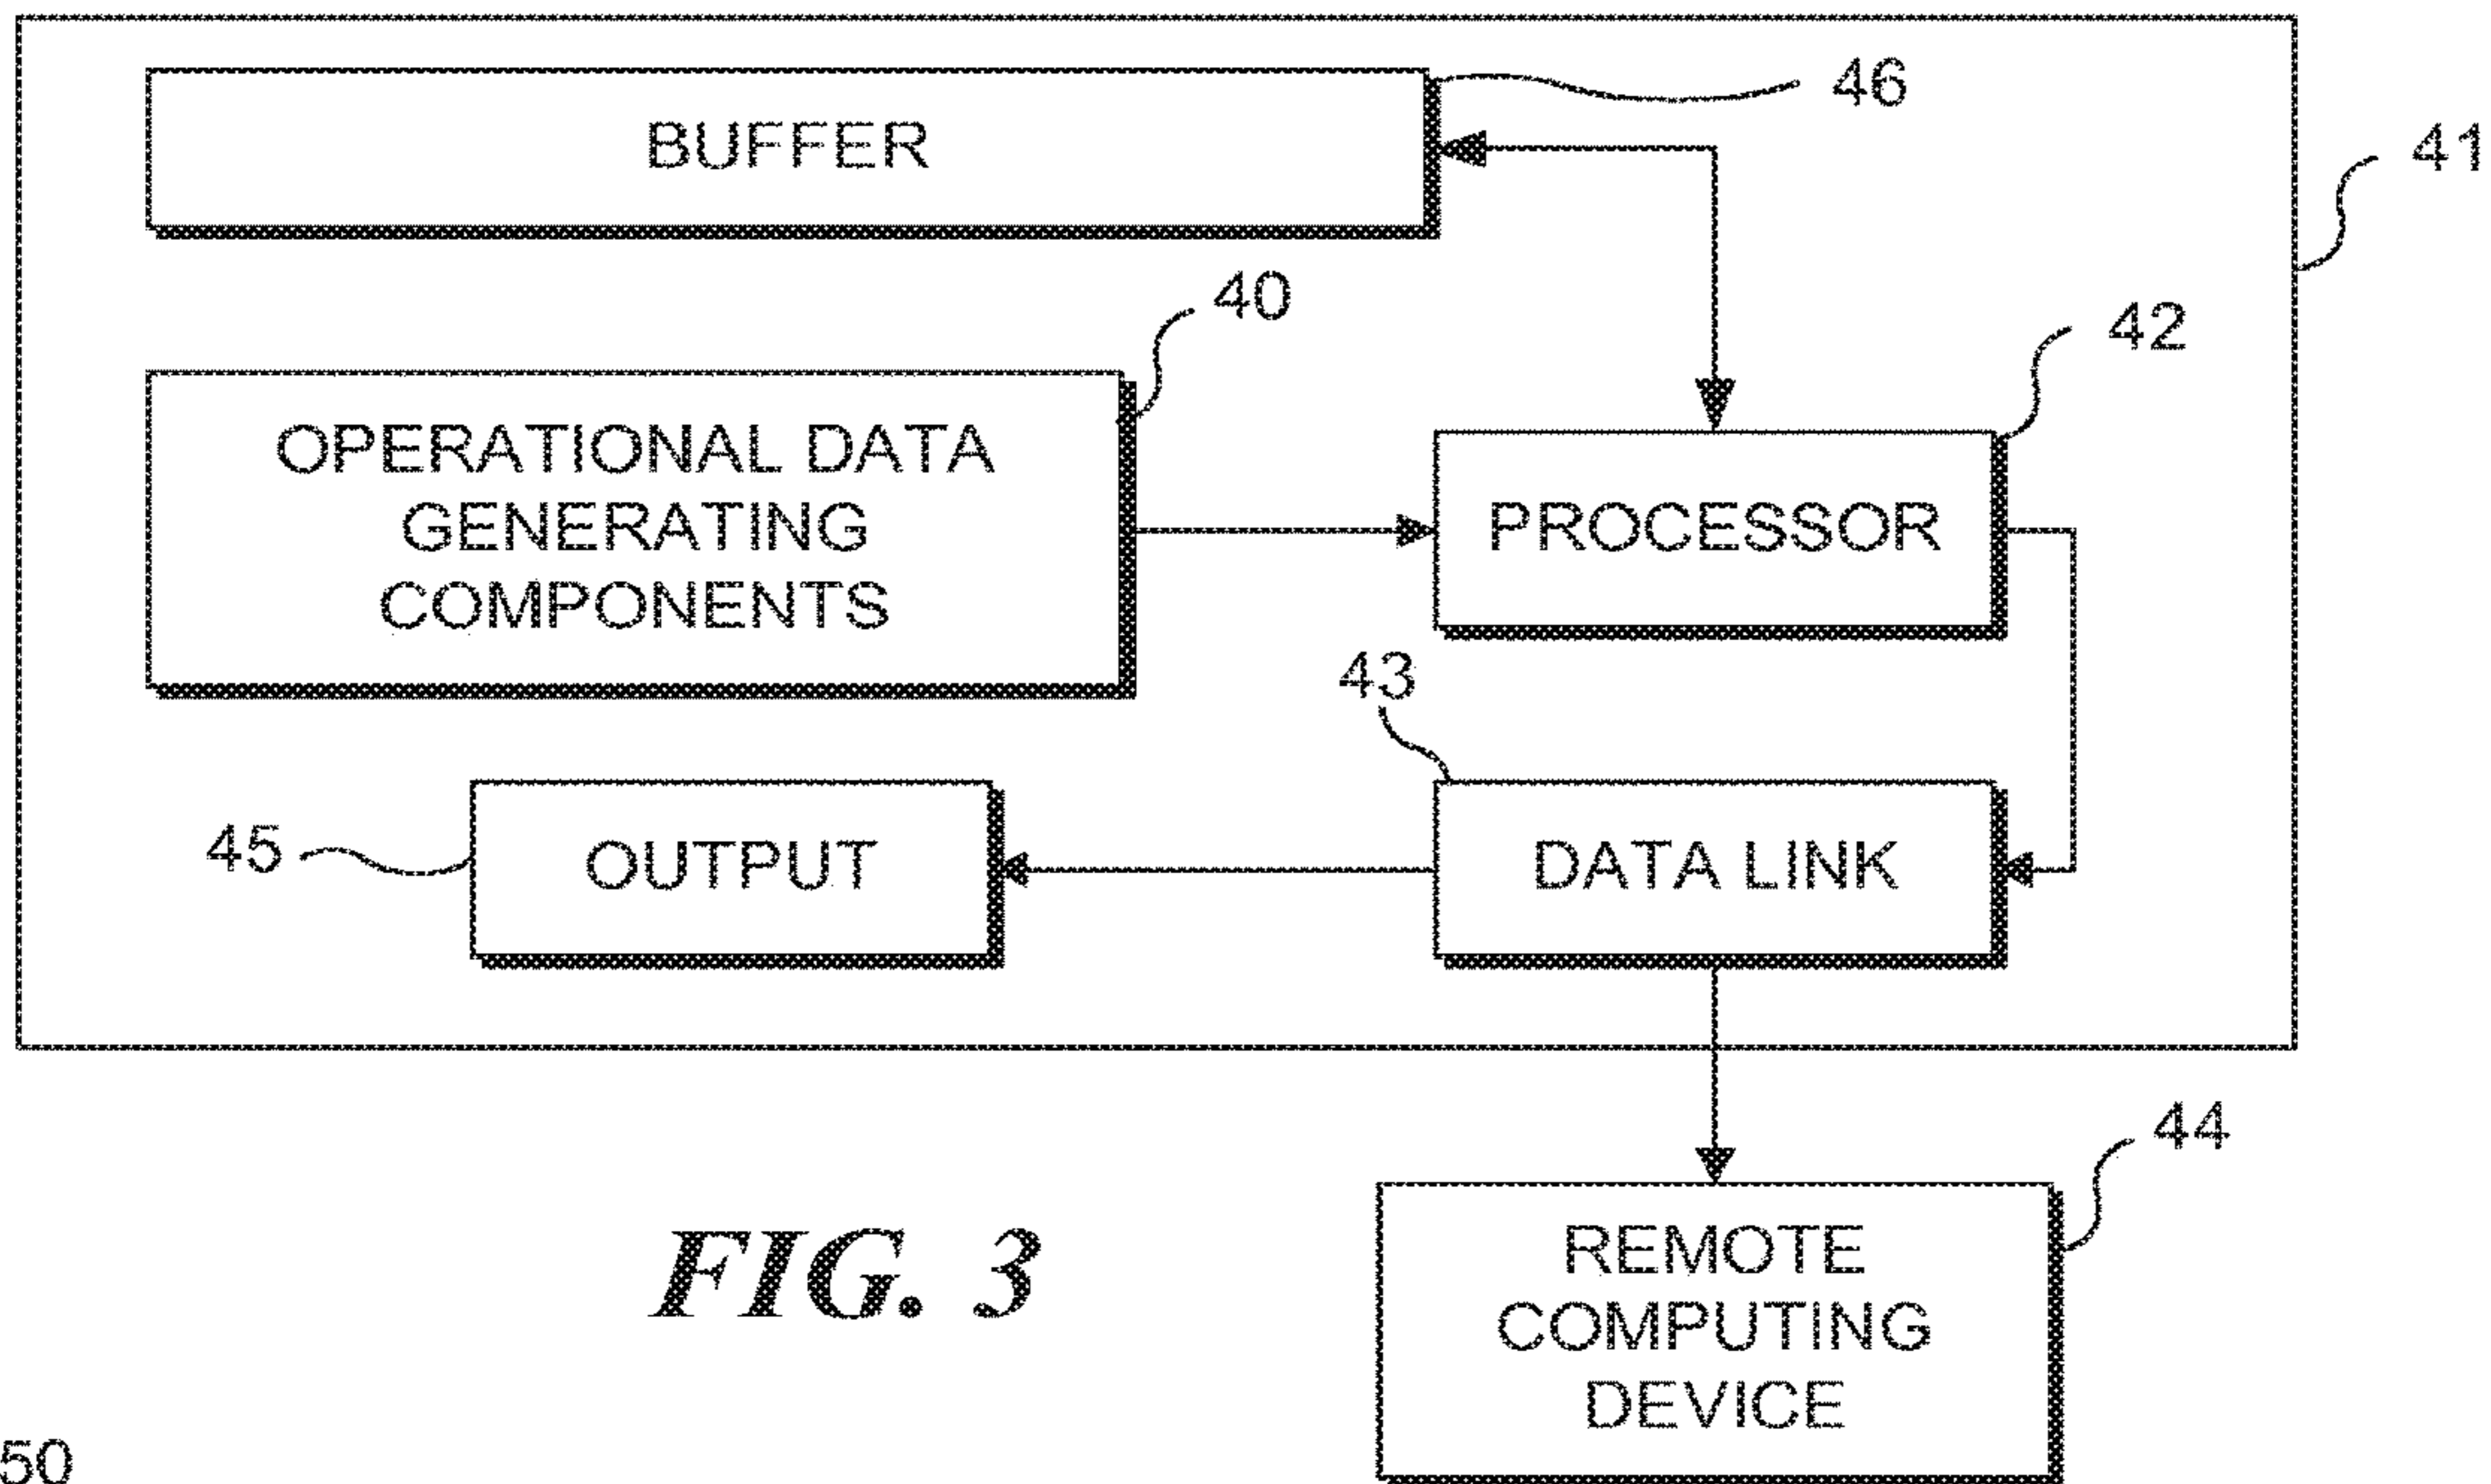 46
BUFFER
41
40
42
OPERATIONAL DATA
GENERATING
COMPONENTS
PROCESSOR
43
45
OUTPUT
DATA LINK
44
FIG. 3
REMOTE
COMPUTING
DEVICE
50